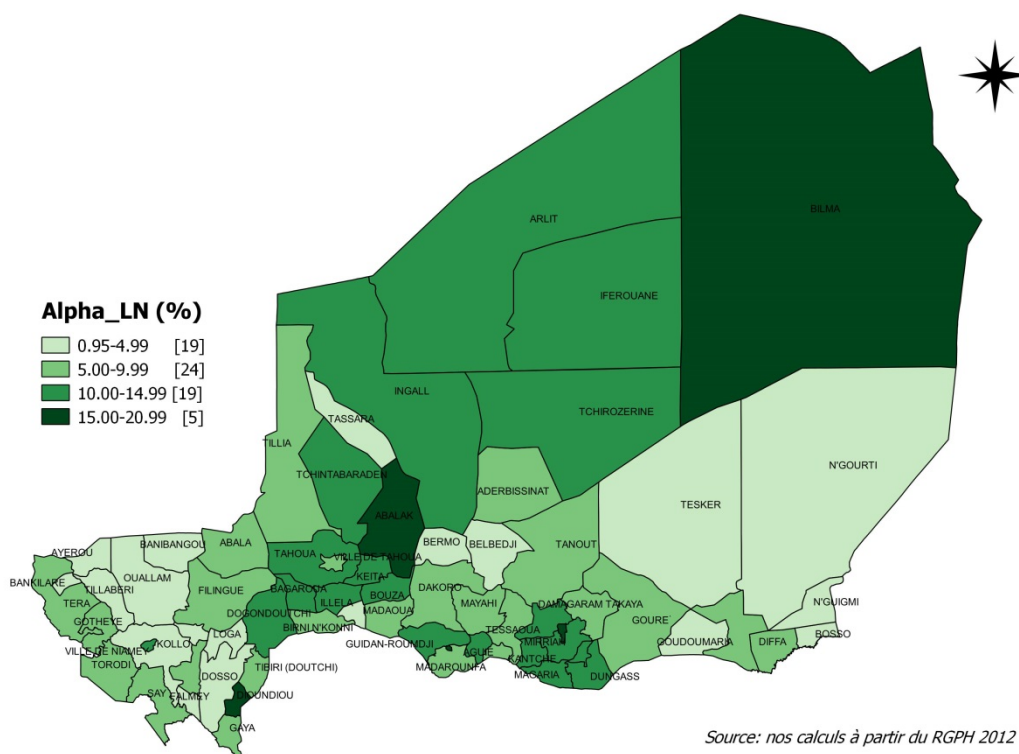 ARLIT
BILMA
IFEROUANE
Alpha_LN (%)
0.95-4.99 [19]
5.00-9.99 [24]
10.00-14.99 [19]
15.00-20.99 [5]
INGALL
TCHIROZERINE
TASSARA
TILLIA
N'GOURTI
TCHINTABARADEN
ADERBISSINAT
TESKER
ABALAK
BERMO
BELBEDJI
TANOUT
AYEROU
BANIBANGOU
ABALA
TAHOUA
VILLE DE TAHOUA
BANKILARE
OUALLAM
KEITA
TILLABERI
FILINGUE
BAGARODA
DAKORO
TERA
ILLELA
BOUZA
MAYAHI
DAMAGARAM TAKAYA
N'GUIGMI
GOTHEYE
DOGONDOUTCHI
MADAOUA
GOURE
BIRNI N'KONNI
TESSAOUA
BOSSO
LOGA
GOUDOUMARIA
DIFFA
VILLE DE NIAMEY
KOLLO
GUIDAN-ROUNDJI
MIRRIAH
TORODI
AGUIE
KANTCHE
TIBIRI (DOUTCHI)
MADAROUNFA
MAGARIA
DUNGASS
DOSSO
SAY
FALMEY
DIOUNDIOU
GAYA
Source: nos calculs à partir du RGPH 2012